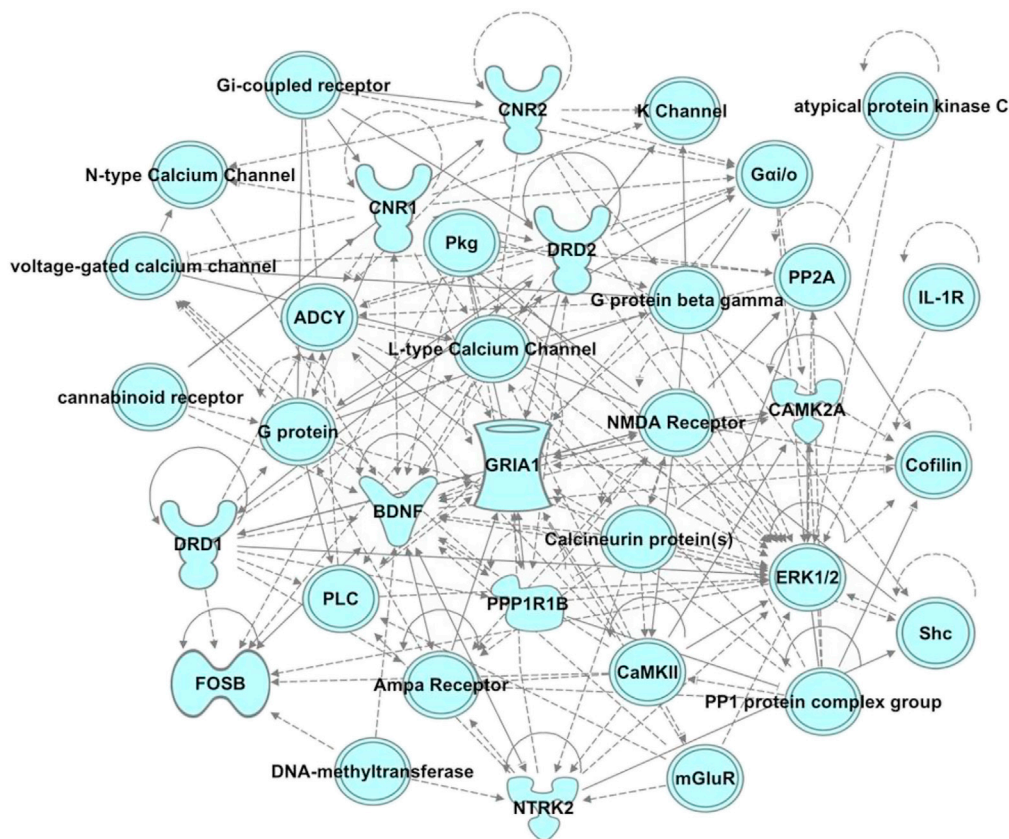 Gi-coupled receptor
CNR2
K Channel
atypical protein kinase C
N-type Calcium Channel
CNR1
Gαi/o
Pkg
DRD2
voltage-gated calcium channel
PP2A
G protein beta gamma
IL-1R
ADCY
L-type Calcium Channel
cannabinoid receptor
CAMK2A
NMDA Receptor
G protein
GRIA1
Cofilin
BDNF
DRD1
Calcineurin protein(s)
ERK1/2
PLC
PPP1R1B
Shc
FOSB
Ampa Receptor
CaMKII
PP1 protein complex group
DNA-methyltransferase
mGluR
NTRK2